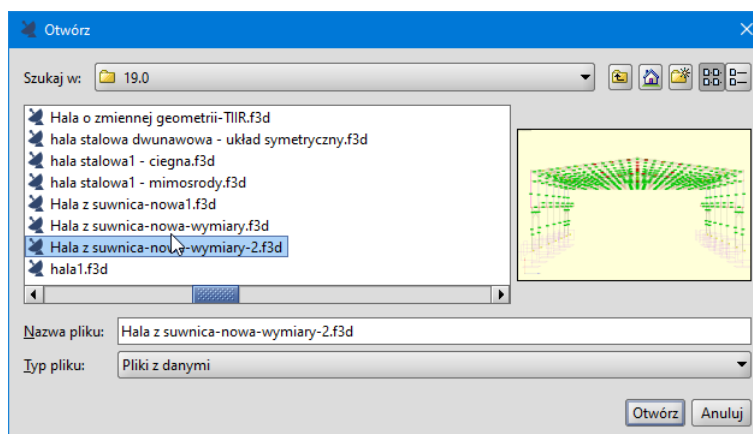 Otwórz
Szukaj w: 19.0
Hala o zmiennej geometrii-TIIR.f3d
hala stalowa dwunawowa - układ symetryczny.f3d
hala stalowa1 - ciegna.f3d
hala stalowa1 - mimosrody.f3d
Hala z suwnica-nowa1.f3d
Hala z suwnica-nowa-wymiary.f3d
Hala z suwnica-nowa-wymiary-2.f3d
hala1.f3d
Nazwa pliku: Hala z suwnica-nowa-wymiary-2.f3d
Typ pliku: Pliki z danymi
Otwórz Anuluj